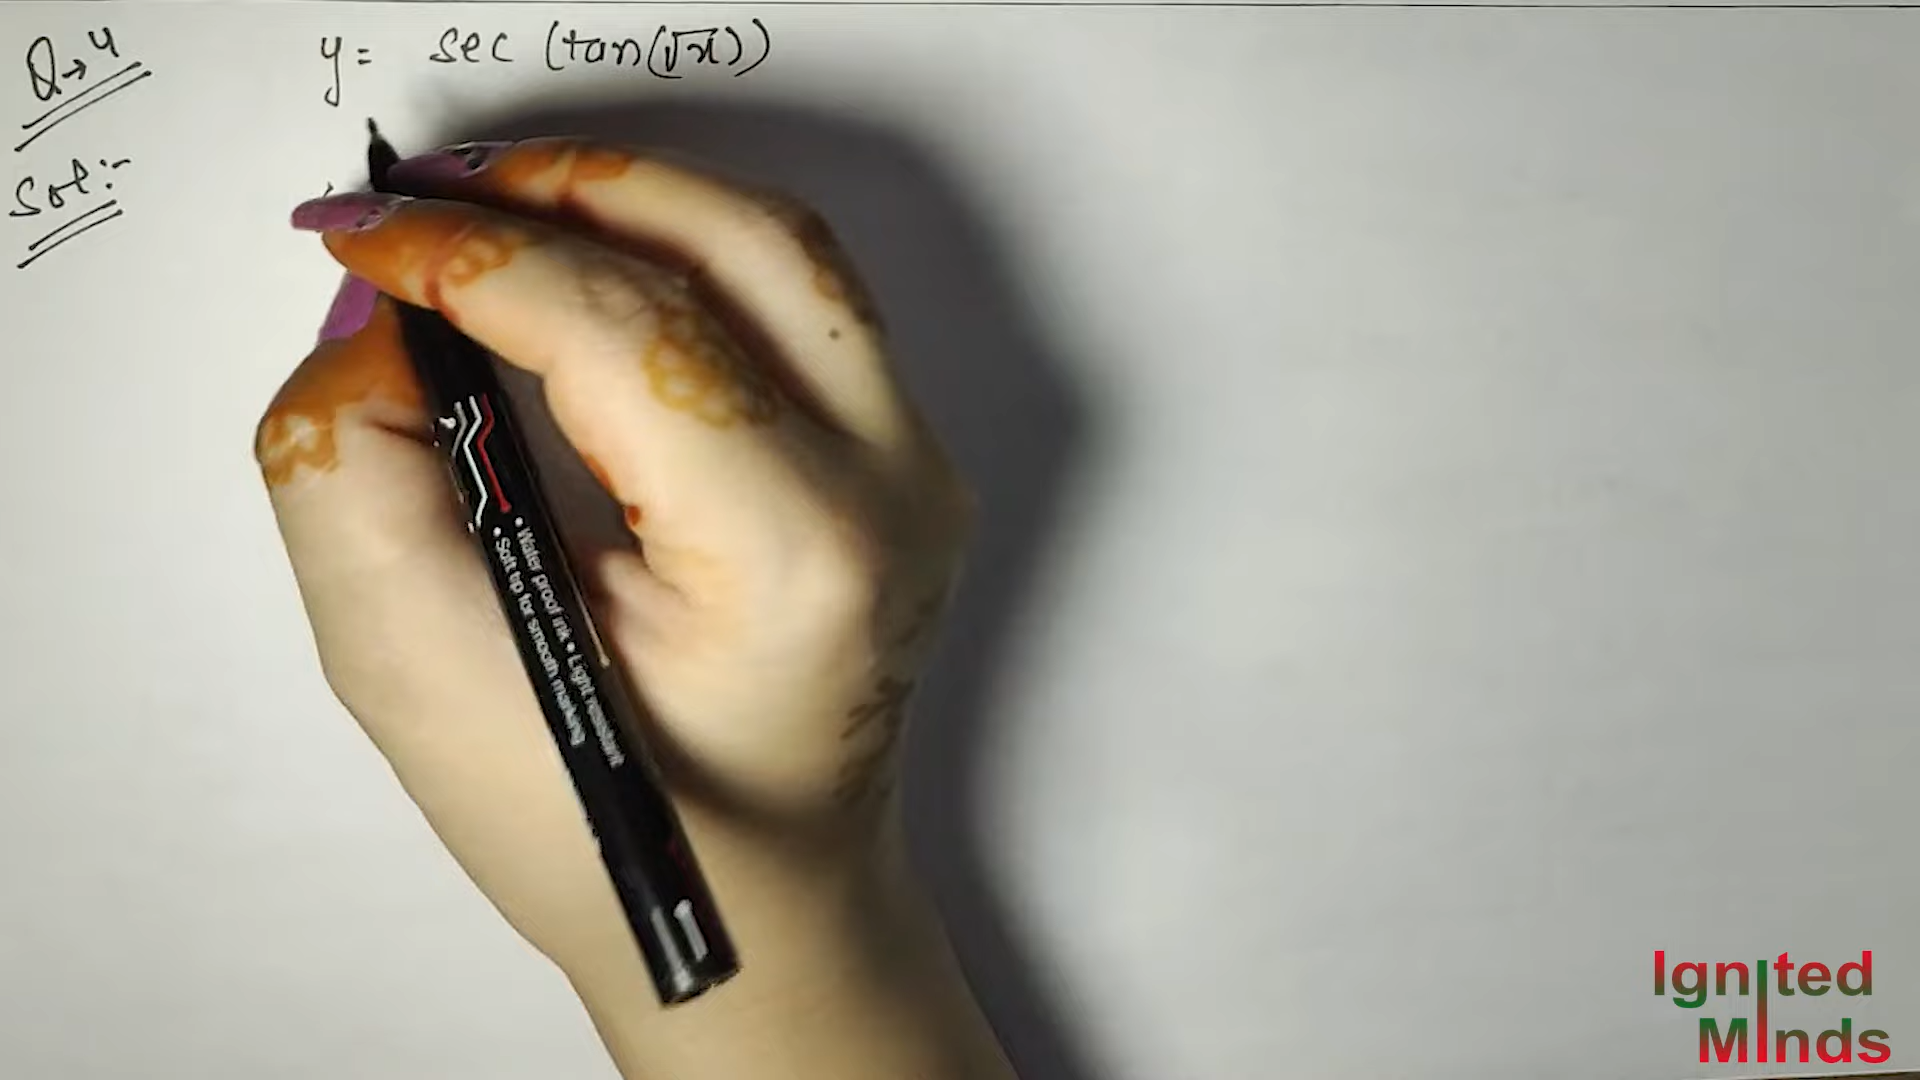 Q→4
y = sec (tan(√x))
Sol:-
• Water proof ink • Light resistant
• Soft tip for smooth marking
Ignited
Minds